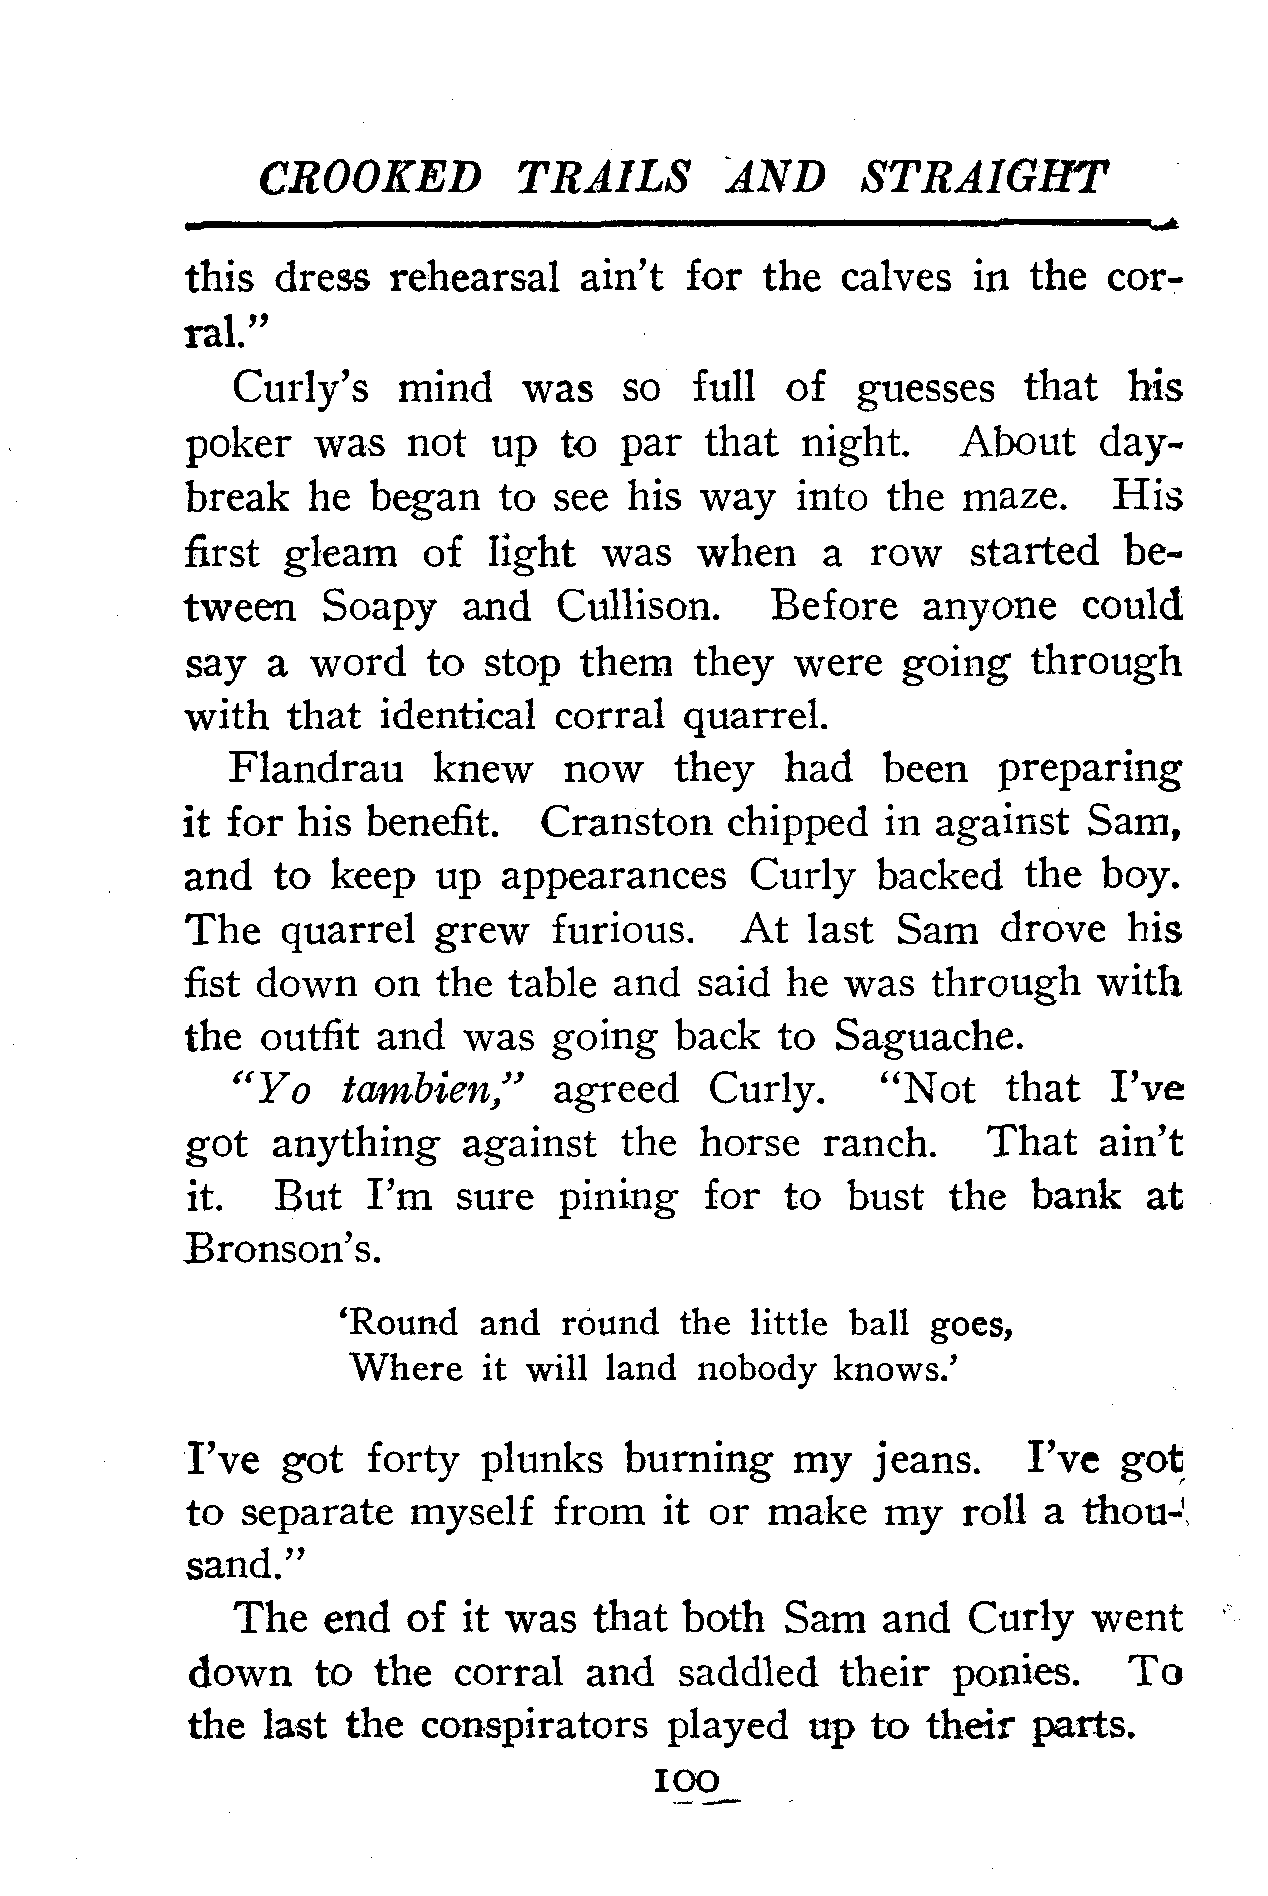 CROOKED TRAILS AND STRAIGHT
this dress rehearsal ain't for the calves in the cor-
ral."
Curly's mind was so full of guesses that his
poker was not up to par that night. About day-
break he began to see his way into the maze. His
first gleam of light was when a row started be-
tween Soapy and Cullison. Before anyone could
say a word to stop them they were going through
with that identical corral quarrel.
Flandrau knew now they had been preparing
it for his benefit. Cranston chipped in against Sam,
and to keep up appearances Curly backed the boy.
The quarrel grew furious. At last Sam drove his
fist down on the table and said he was through with
the outfit and was going back to Saguache.
"Yo tambien," agreed Curly. "Not that I've
got anything against the horse ranch. That ain't
it. But I'm sure pining for to bust the bank at
Bronson's.
'Round and round the little ball goes,
Where it will land nobody knows.'
I've got forty plunks burning my jeans. I've got
to separate myself from it or make my roll a thou-
sand."
The end of it was that both Sam and Curly went
down to the corral and saddled their ponies. To
the last the conspirators played up to their parts.
100